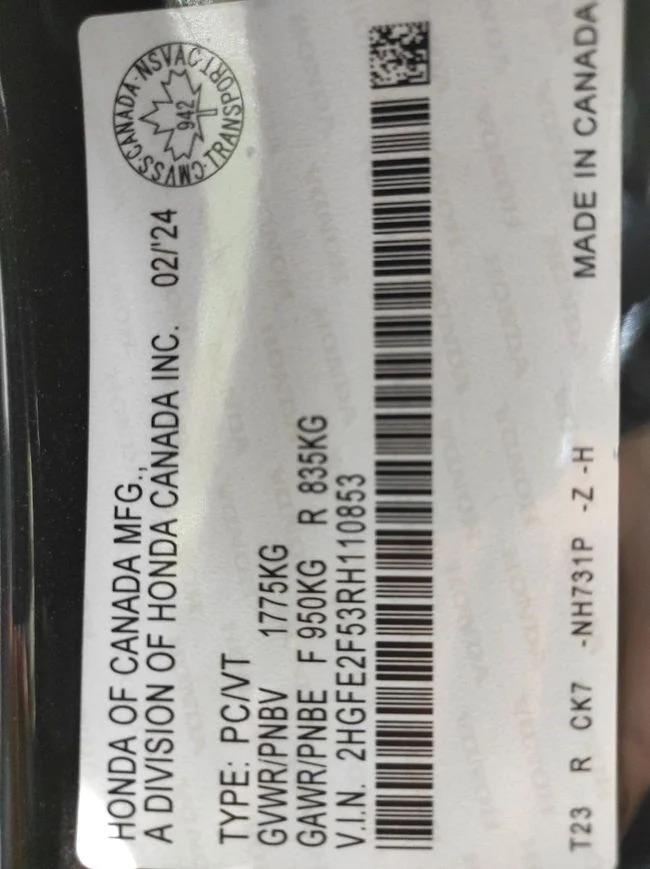 HONDA OF CANADA MFG.,
A DIVISION OF HONDA CANADA INC. 02/'24
CMVSS·CANADA·NSVAC·TRANSPORT
942
TYPE: PC/VT
GVWR/PNBV 1775KG
GAWR/PNBE F 950KG R 835KG
V.I.N. 2HGFE2F53RH110853
T23 R CK7 -NH731P -Z -H MADE IN CANADA